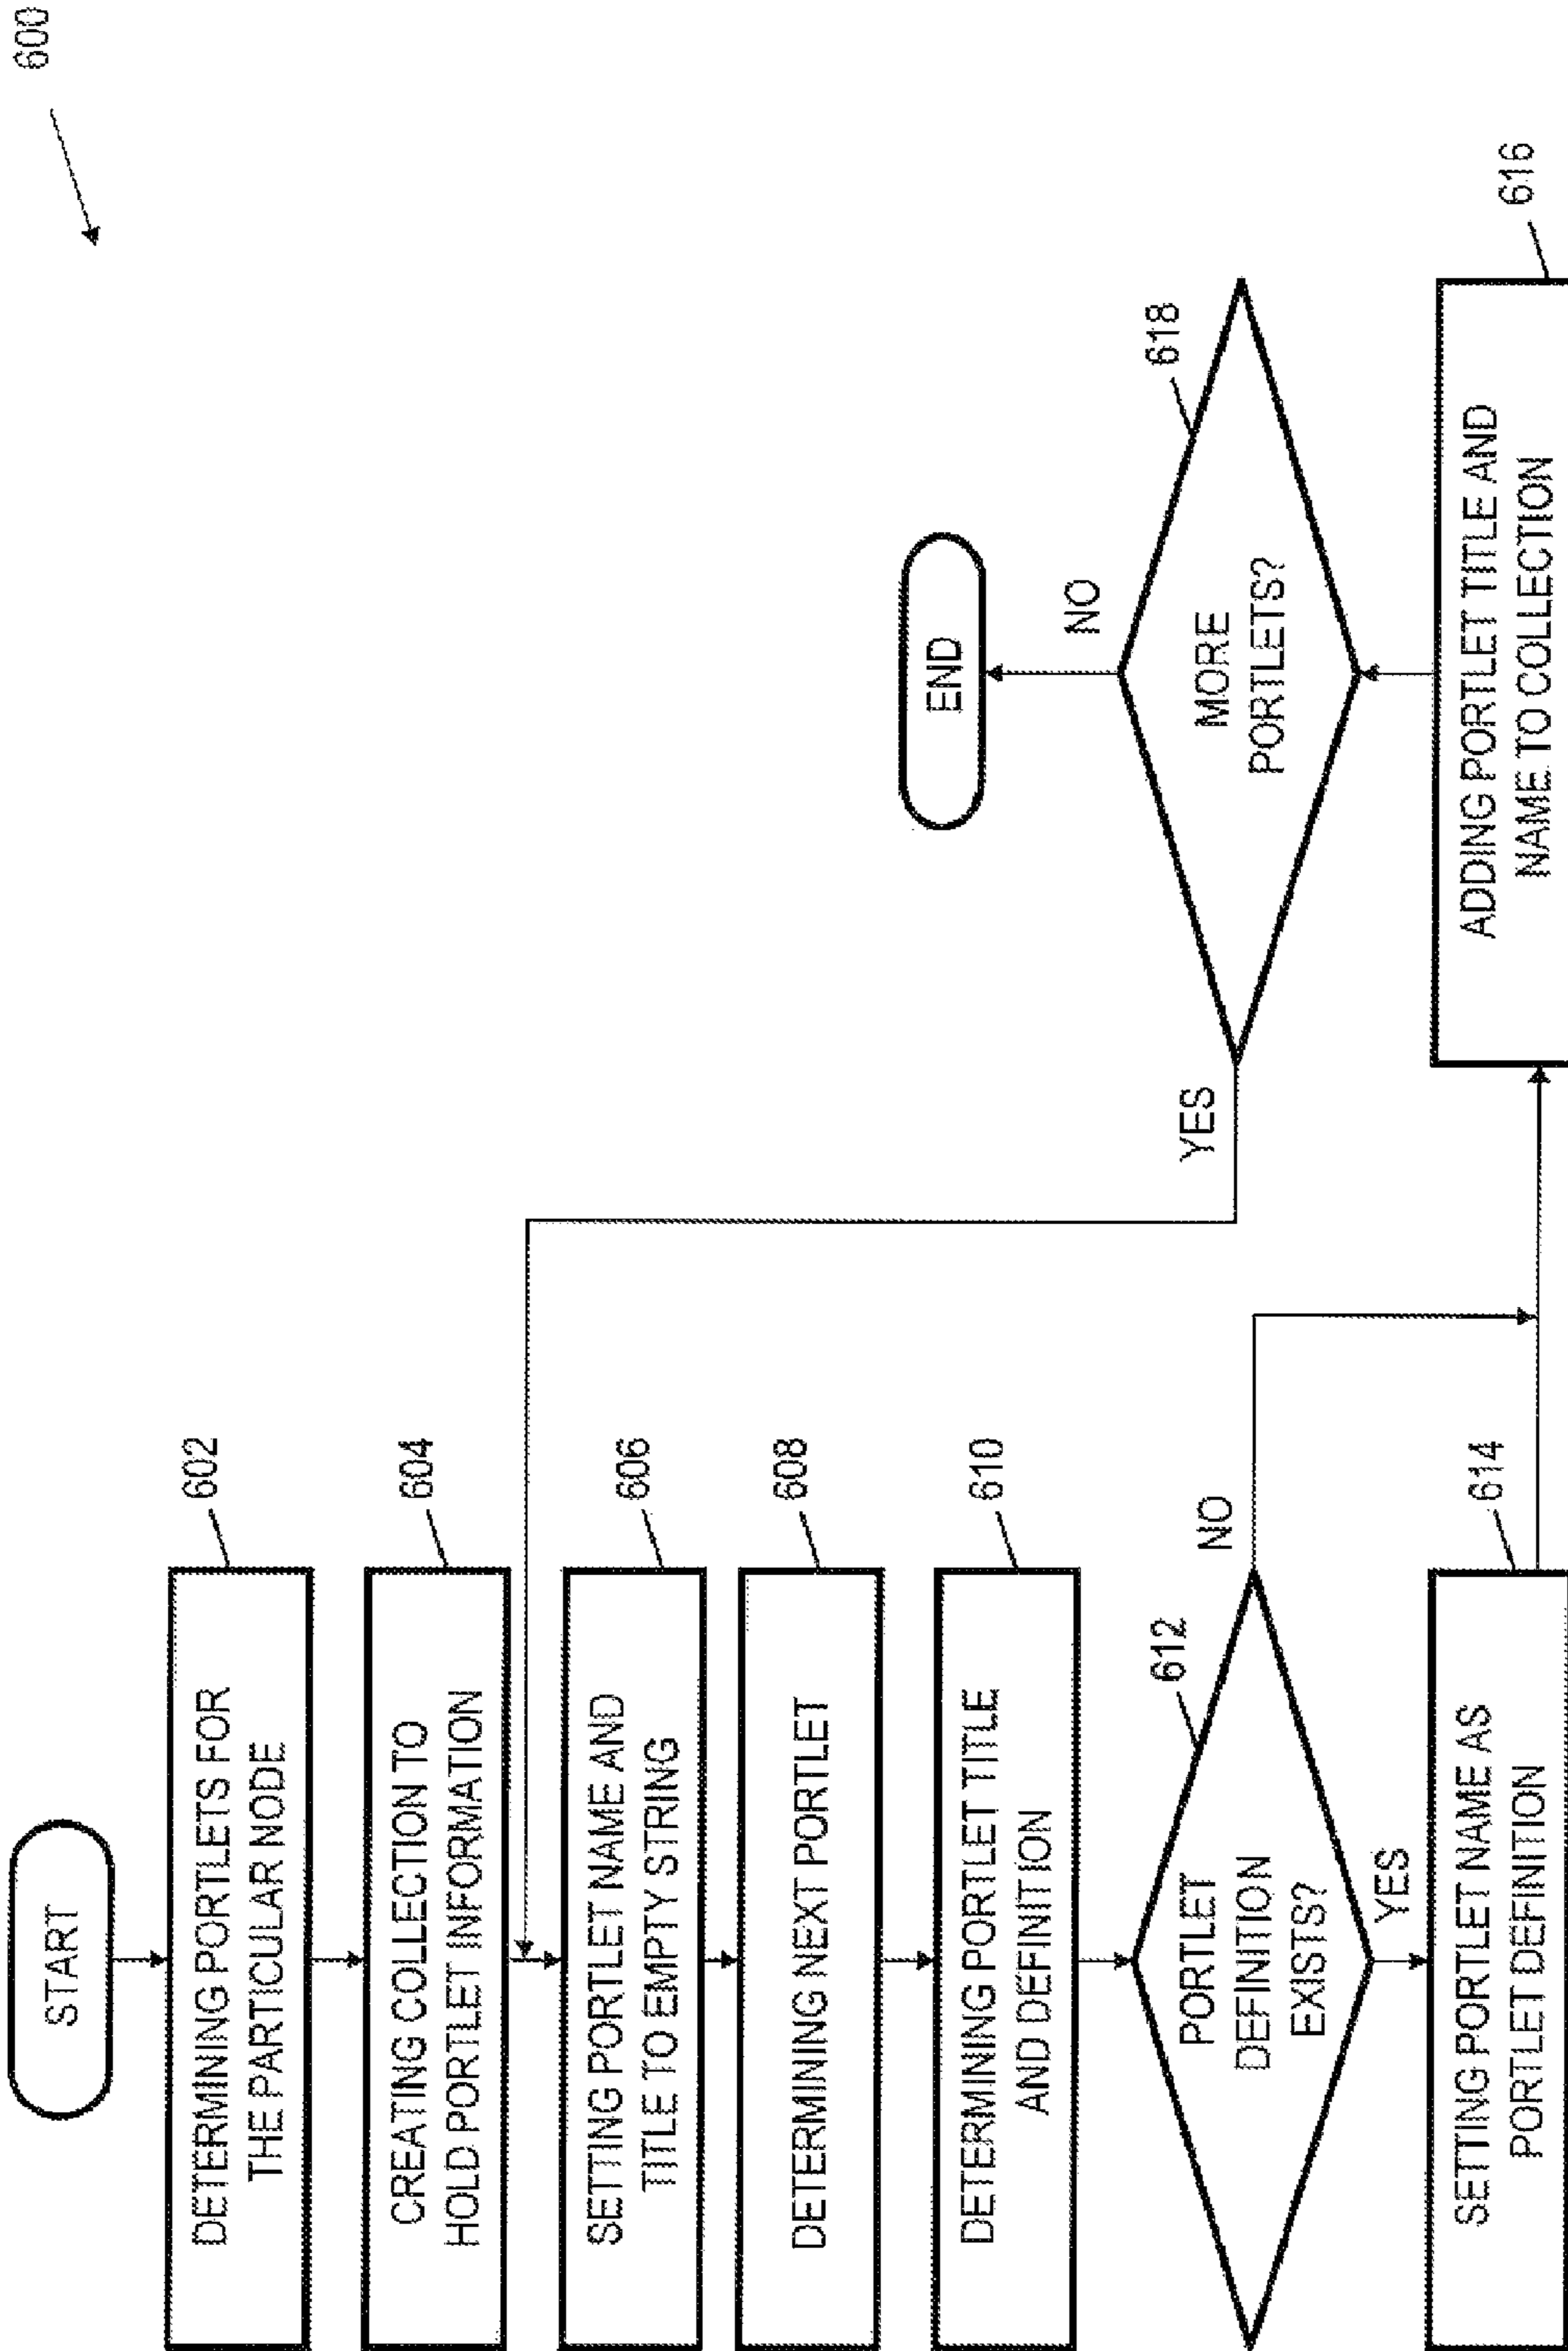 600
START
DETERMINING PORTLETS FOR
THE PARTICULAR NODE
602
CREATING COLLECTION TO
HOLD PORTLET INFORMATION
604
SETTING PORTLET NAME AND
TITLE TO EMPTY STRING
606
DETERMINING NEXT PORTLET
608
DETERMINING PORTLET TITLE
AND DEFINITION
610
PORTLET
DEFINITION
EXISTS?
612
NO
YES
SETTING PORTLET NAME AS
PORTLET DEFINITION
614
ADDING PORTLET TITLE AND
NAME TO COLLECTION
616
MORE
PORTLETS?
618
YES
NO
END